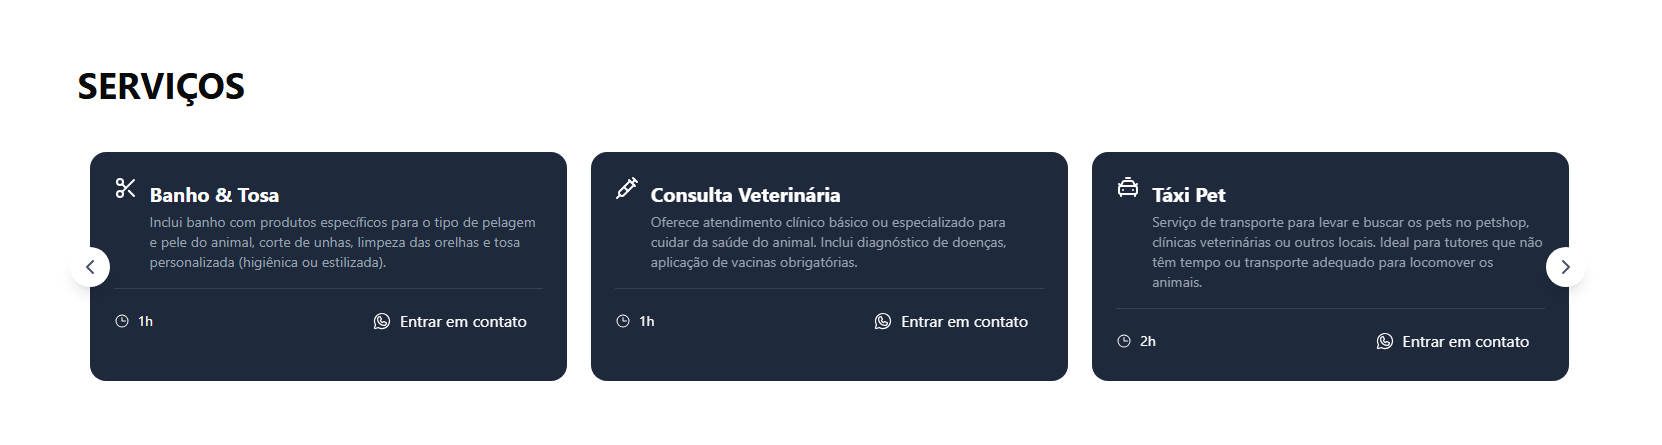 SERVIÇOS
Banho & Tosa
Inclui banho com produtos específicos para o tipo de pelagem
e pele do animal, corte de unhas, limpeza das orelhas e tosa
personalizada (higiênica ou estilizada).
1h
Entrar em contato
Consulta Veterinária
Oferece atendimento clínico básico ou especializado para
cuidar da saúde do animal. Inclui diagnóstico de doenças,
aplicação de vacinas obrigatórias.
1h
Entrar em contato
Táxi Pet
Serviço de transporte para levar e buscar os pets no petshop,
clínicas veterinárias ou outros locais. Ideal para tutores que não
têm tempo ou transporte adequado para locomover os
animais.
2h
Entrar em contato